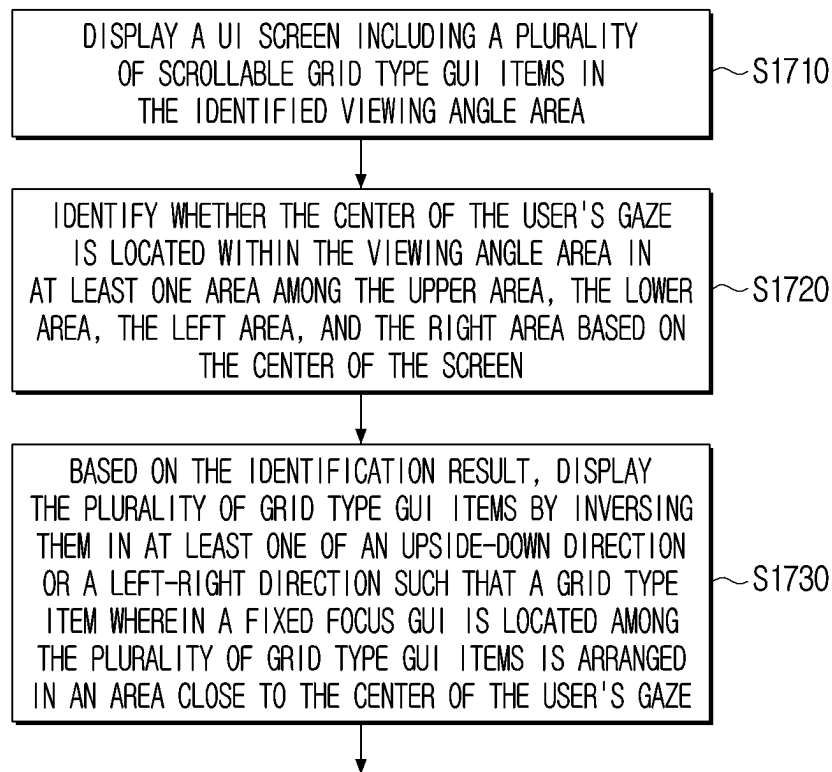 DISPLAY A UI SCREEN INCLUDING A PLURALITY
OF SCROLLABLE GRID TYPE GUI ITEMS IN
THE IDENTIFIED VIEWING ANGLE AREA
S1710
IDENTIFY WHETHER THE CENTER OF THE USER'S GAZE
IS LOCATED WITHIN THE VIEWING ANGLE AREA IN
AT LEAST ONE AREA AMONG THE UPPER AREA, THE LOWER
AREA, THE LEFT AREA, AND THE RIGHT AREA BASED ON
THE CENTER OF THE SCREEN
S1720
BASED ON THE IDENTIFICATION RESULT, DISPLAY
THE PLURALITY OF GRID TYPE GUI ITEMS BY INVERSING
THEM IN AT LEAST ONE OF AN UPSIDE-DOWN DIRECTION
OR A LEFT-RIGHT DIRECTION SUCH THAT A GRID TYPE
ITEM WHEREIN A FIXED FOCUS GUI IS LOCATED AMONG
THE PLURALITY OF GRID TYPE GUI ITEMS IS ARRANGED
IN AN AREA CLOSE TO THE CENTER OF THE USER'S GAZE
S1730